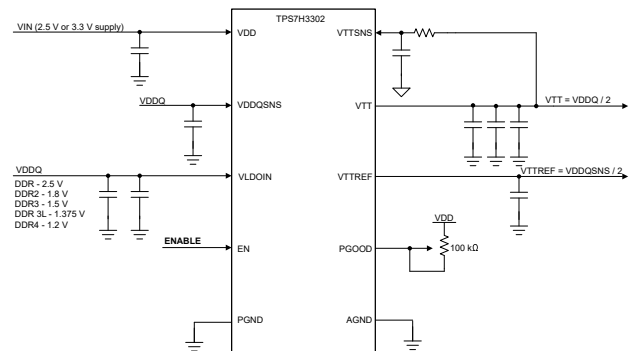 TPS7H3302
VIN (2.5 V or 3.3 V supply)
VDD
VTTSNS
VDDQ
VDDQSNS
VTT
VTT = VDDQ / 2
VDDQ
DDR - 2.5 V
DDR2 - 1.8 V
DDR3 - 1.5 V
DDR 3L - 1.375 V
DDR4 - 1.2 V
VLDOIN
VTTREF
VTTREF = VDDQSNS / 2
ENABLE
EN
PGOOD
VDD
100 kΩ
PGND
AGND